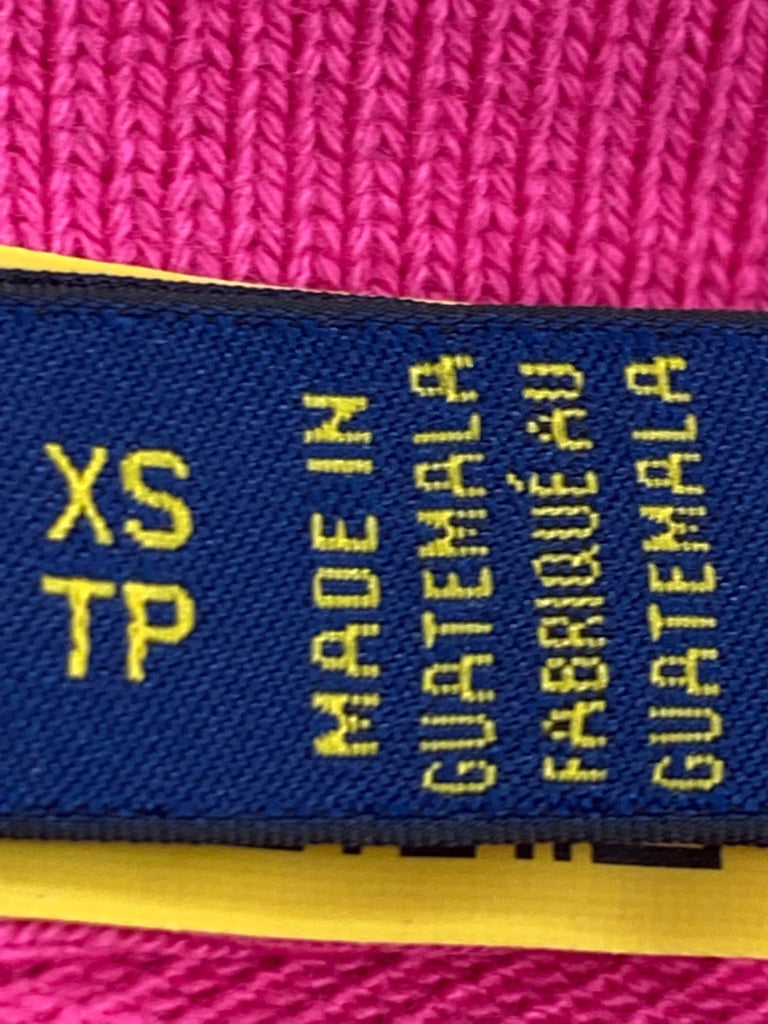 XS
TP
MADE IN
GUATEMALA
FABRIQUÉ AU
GUATEMALA